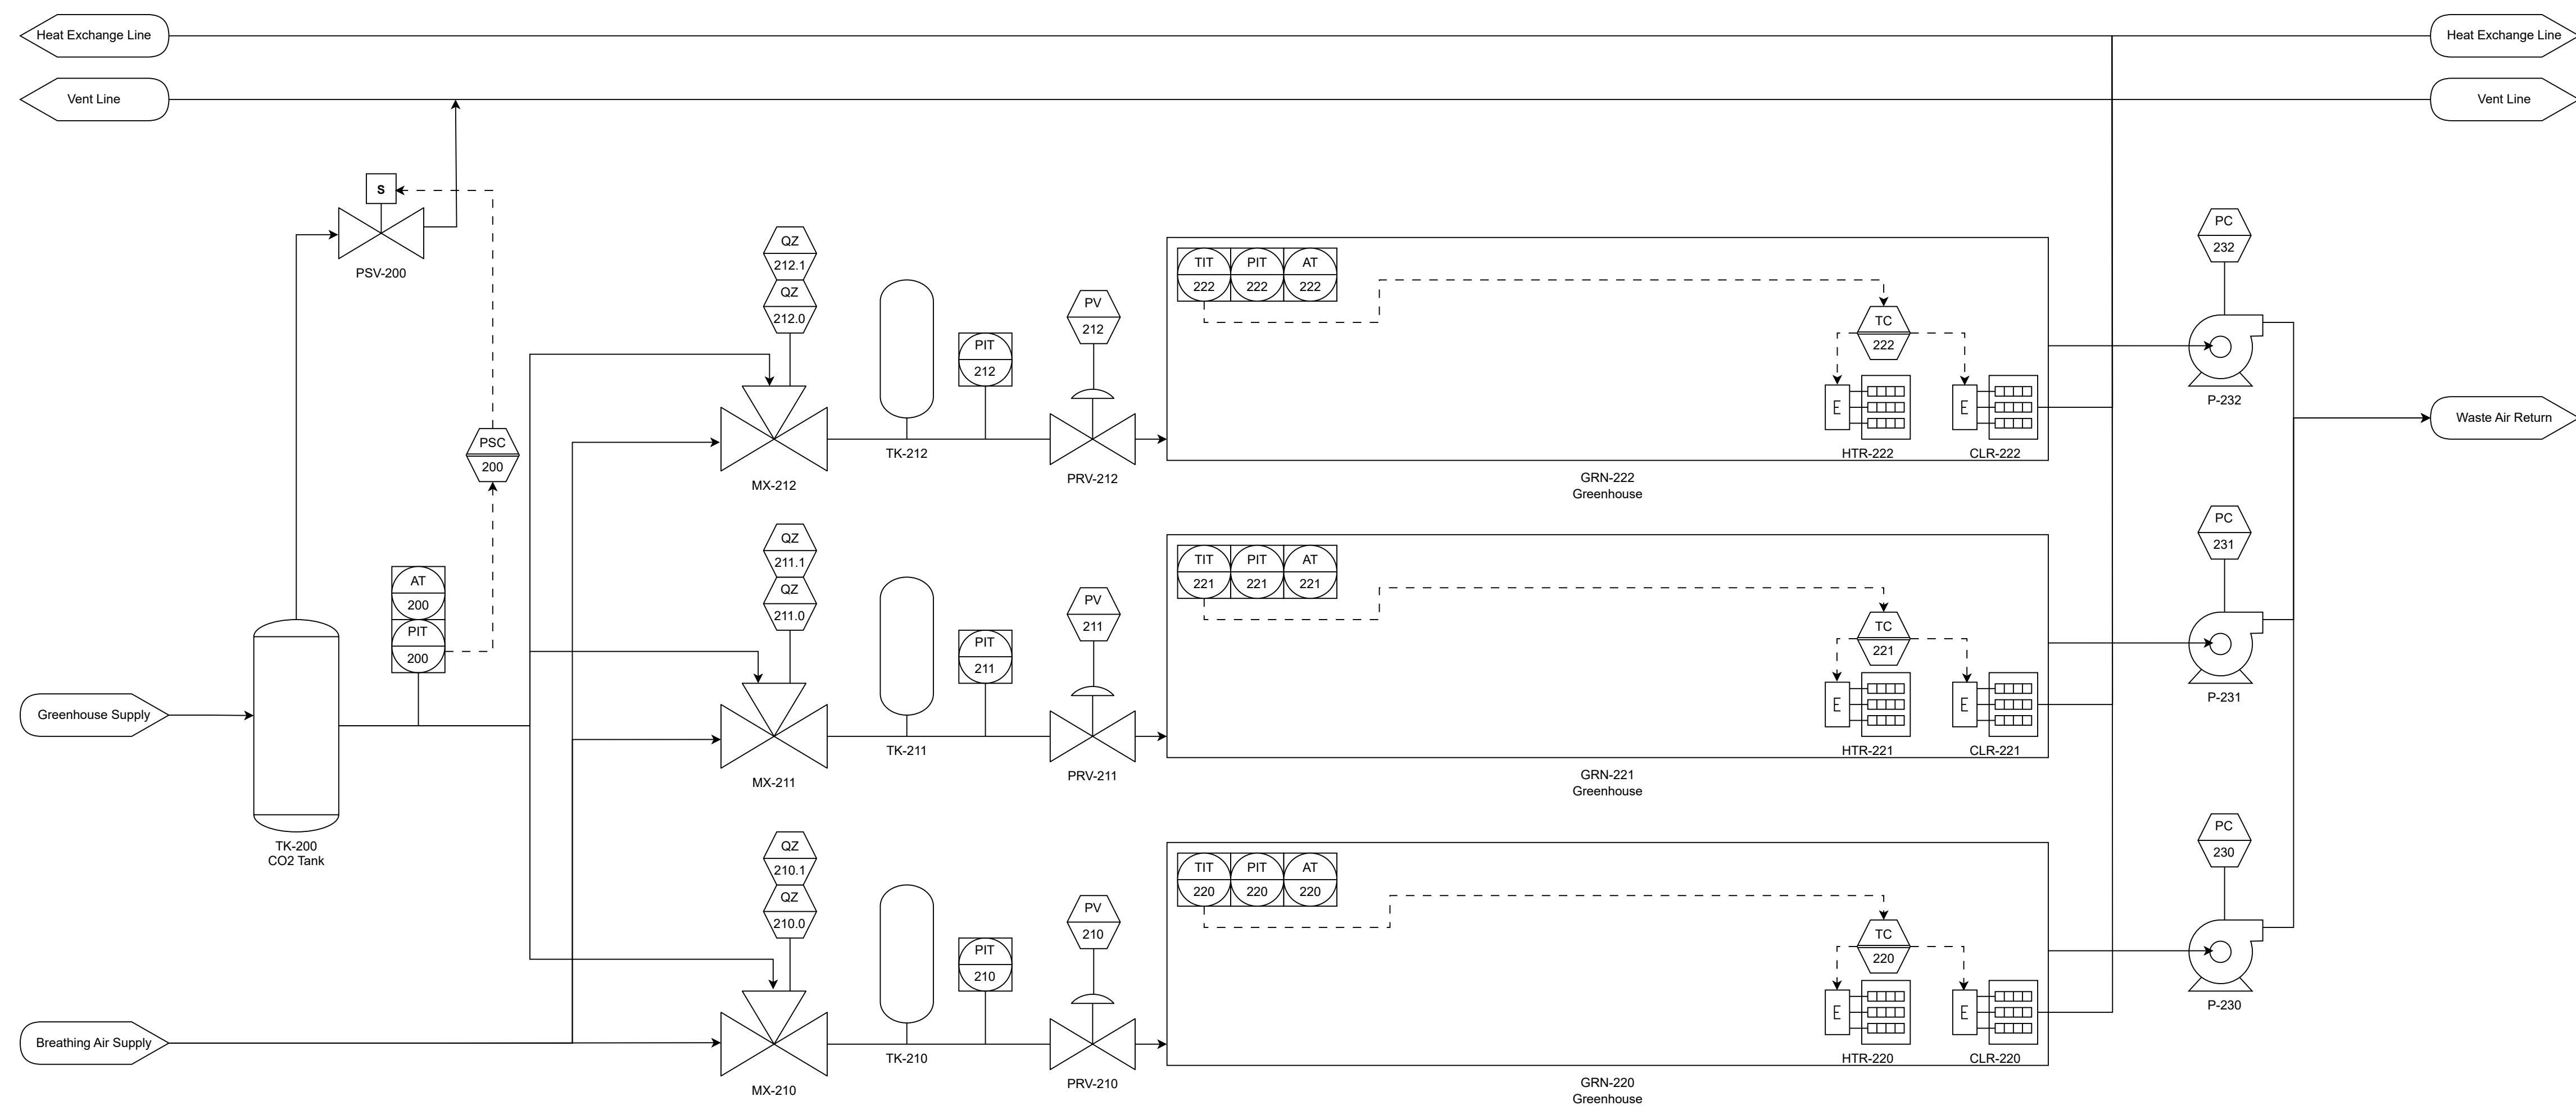 Heat Exchange Line
Heat Exchange Line
Vent Line
Vent Line
S
PSV-200
PSC
200
AT
200
PIT
200
Greenhouse Supply
TK-200
CO2 Tank
Breathing Air Supply
QZ
212.1
QZ
212.0
MX-212
TK-212
PIT
212
PV
212
PRV-212
TIT
222
PIT
222
AT
222
TC
222
E
E
HTR-222
CLR-222
GRN-222
Greenhouse
PC
232
P-232
Waste Air Return
QZ
211.1
QZ
211.0
MX-211
TK-211
PIT
211
PV
211
PRV-211
TIT
221
PIT
221
AT
221
TC
221
E
E
HTR-221
CLR-221
GRN-221
Greenhouse
PC
231
P-231
QZ
210.1
QZ
210.0
MX-210
TK-210
PIT
210
PV
210
PRV-210
TIT
220
PIT
220
AT
220
TC
220
E
E
HTR-220
CLR-220
GRN-220
Greenhouse
PC
230
P-230